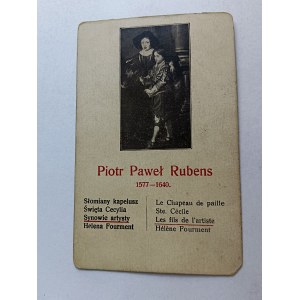 Piotr Paweł Rubens
1577—1640.
Słomiany kapelusz
Święta Cecylia
Synowie artysty
Helena Fourment
Le Chapeau de paille
Ste. Cécile
Les fils de l'artiste
Hélène Fourment